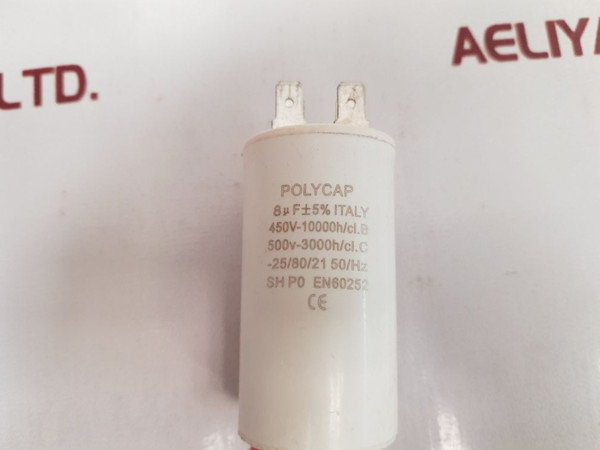 LTD.
AELIYA
POLYCAP
8µF±5% ITALY
450V-10000h/cl.B
500v-3000h/cl.C
-25/80/21 50/Hz
SH P0 EN60252
CE